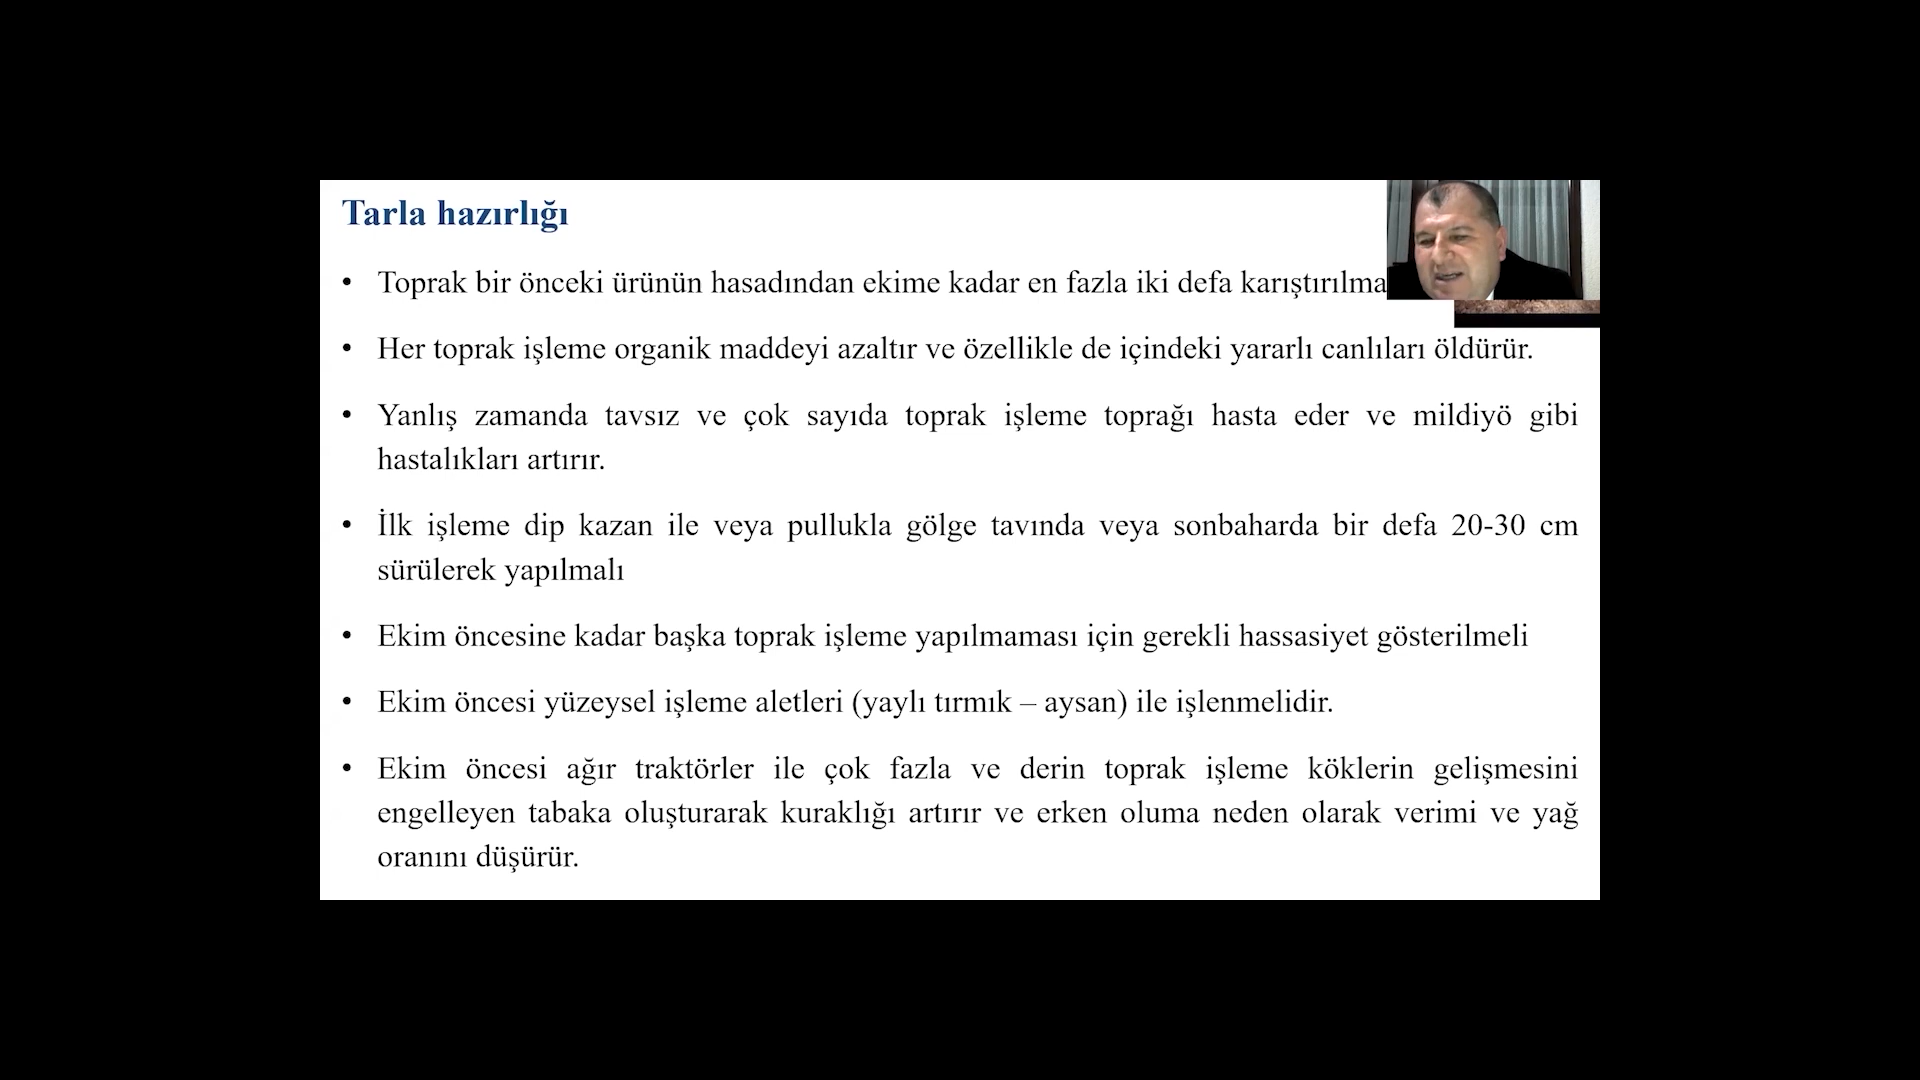 Tarla hazırlığı
• Toprak bir önceki ürünün hasadından ekime kadar en fazla iki defa karıştırılma
• Her toprak işleme organik maddeyi azaltır ve özellikle de içindeki yararlı canlıları öldürür.
• Yanlış zamanda tavsız ve çok sayıda toprak işleme toprağı hasta eder ve mildiyö gibi
hastalıkları artırır.
• İlk işleme dip kazan ile veya pullukla gölge tavında veya sonbaharda bir defa 20-30 cm
sürülerek yapılmalı
• Ekim öncesine kadar başka toprak işleme yapılmaması için gerekli hassasiyet gösterilmeli
• Ekim öncesi yüzeysel işleme aletleri (yaylı tırmık – aysan) ile işlenmelidir.
• Ekim öncesi ağır traktörler ile çok fazla ve derin toprak işleme köklerin gelişmesini
engelleyen tabaka oluşturarak kuraklığı artırır ve erken oluma neden olarak verimi ve yağ
oranını düşürür.